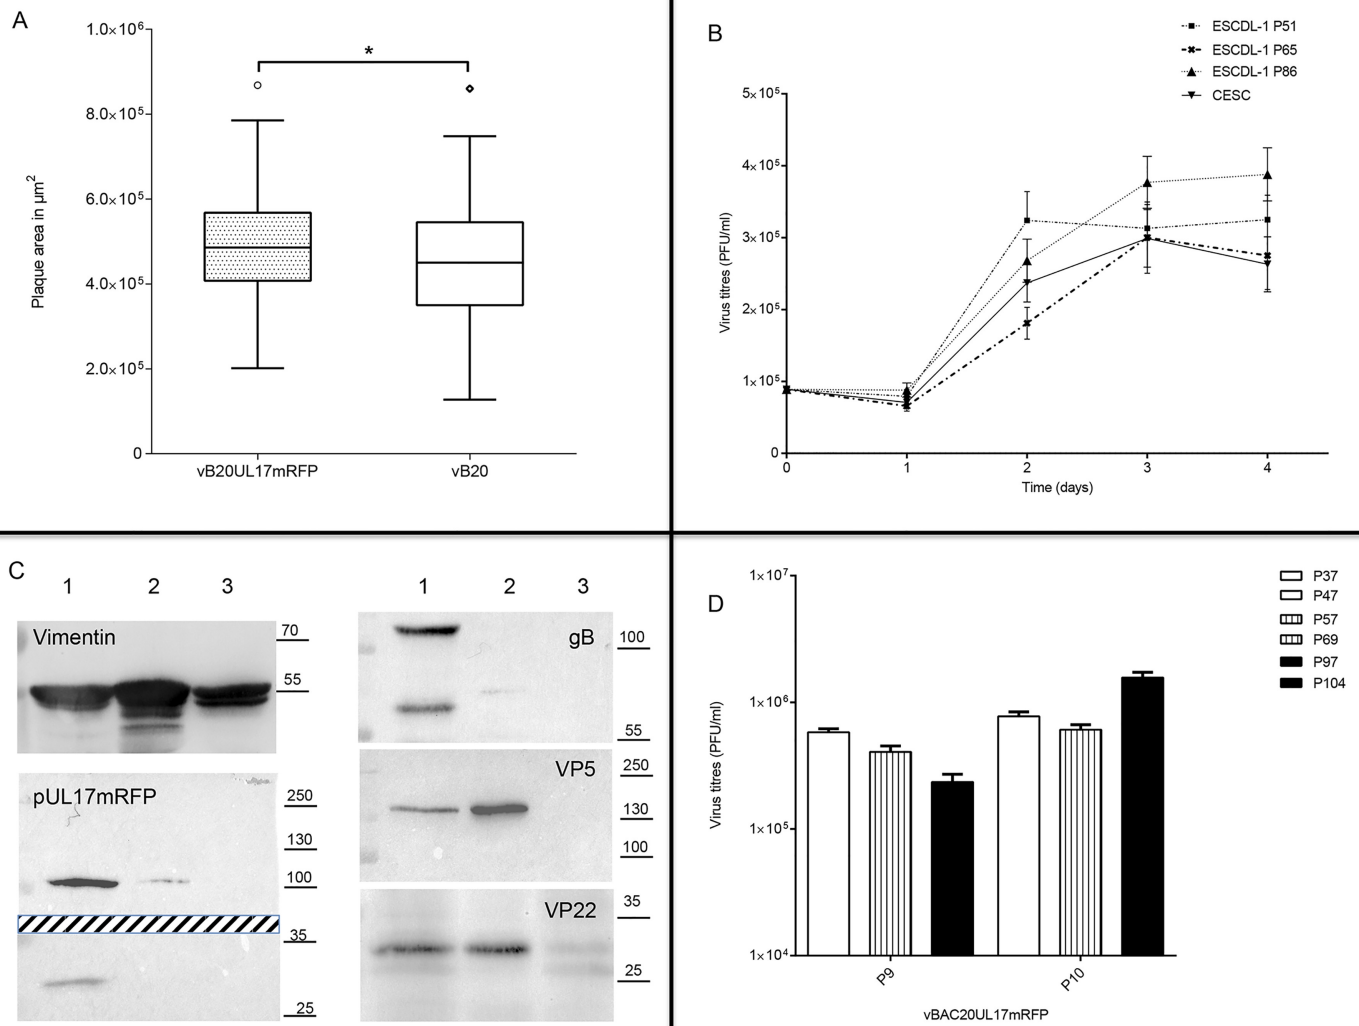 A
1.0×10⁶
8.0×10⁵
6.0×10⁵
4.0×10⁵
2.0×10⁵
0
Plaque area in µm²
*
vB20UL17mRFP
vB20
B
ESCDL-1 P51
ESCDL-1 P65
ESCDL-1 P86
CESC
5×10⁵
4×10⁵
3×10⁵
2×10⁵
1×10⁵
0
Virus titres (PFU/ml)
0 1 2 3 4
Time (days)
C
1 2 3
Vimentin
70
55
pUL17mRFP
250
130
100
35
25
1 2 3
gB
100
55
VP5
250
130
100
VP22
35
25
D
1×10⁷
1×10⁶
1×10⁵
1×10⁴
Virus titres (PFU/ml)
P37
P47
P57
P69
P97
P104
P9
P10
vBAC20UL17mRFP